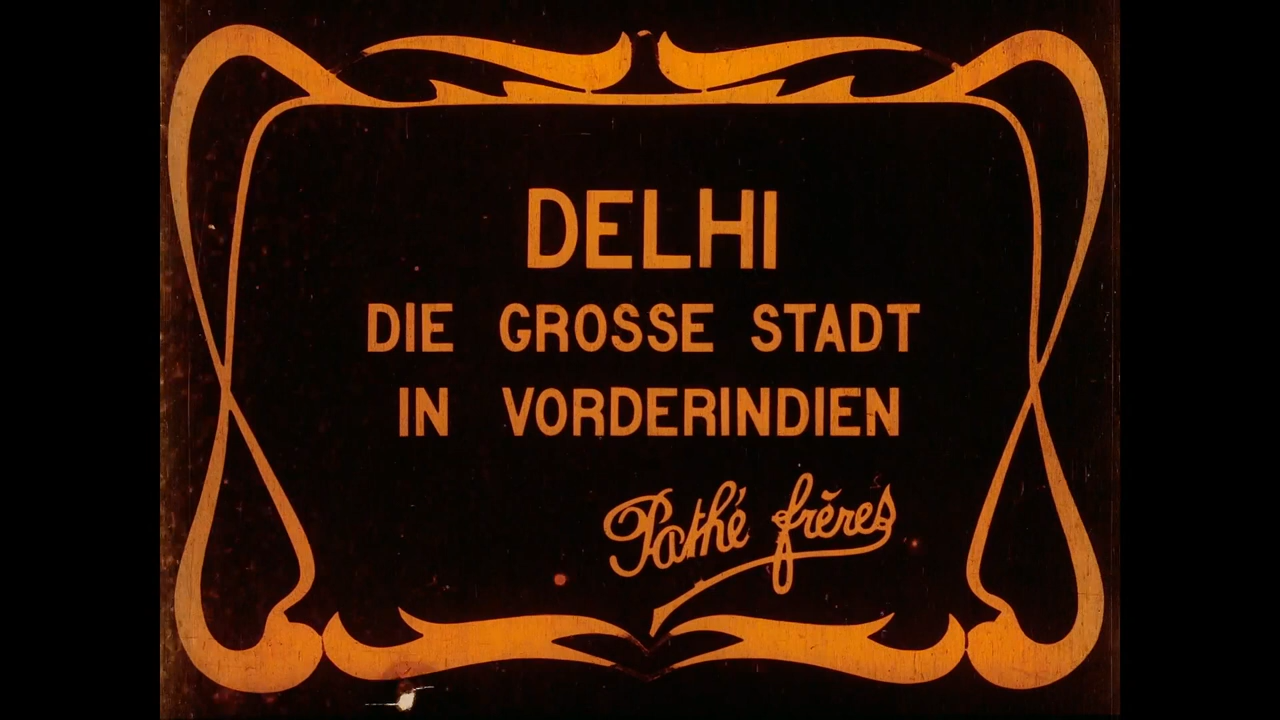 DELHI
DIE GROSSE STADT
IN VORDERINDIEN
Pathé frères